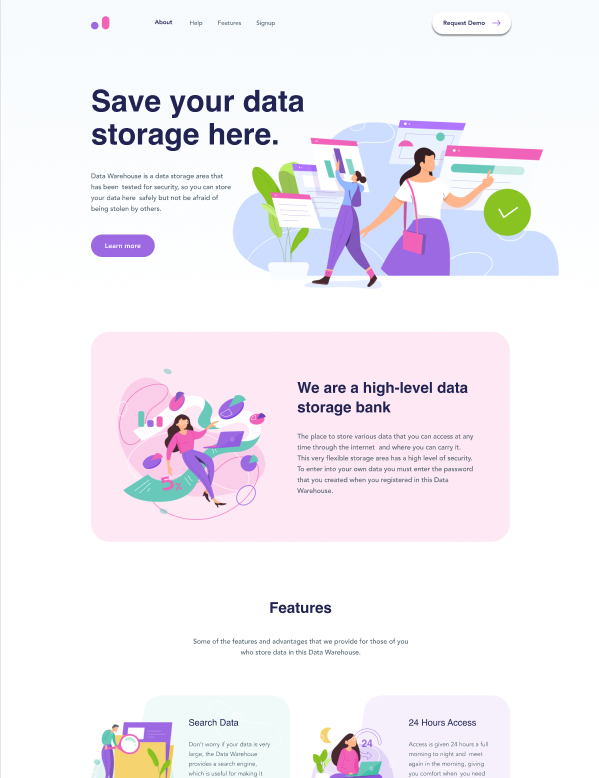 About Help Features Signup Request Demo
Save your data
storage here.
Data Warehouse is a data storage area that
has been tested for security, so you can store
your data here safely but not be afraid of
being stolen by others.
Learn more
We are a high-level data
storage bank
The place to store various data that you can access at any
time through the internet and where you can carry it.
This very flexible storage area has a high level of security.
To enter into your own data you must enter the password
that you created when you registered in this Data
Warehouse.
5x
Features
Some of the features and advantages that we provide for those of you
who store data in this Data Warehouse.
Search Data
Don't worry if your data is very
large, the Data Warehoue
provides a search engine,
which is useful for making it
24 Hours Access
24
Access is given 24 hours a full
morning to night and meet
again in the morning, giving
you comfort when you need